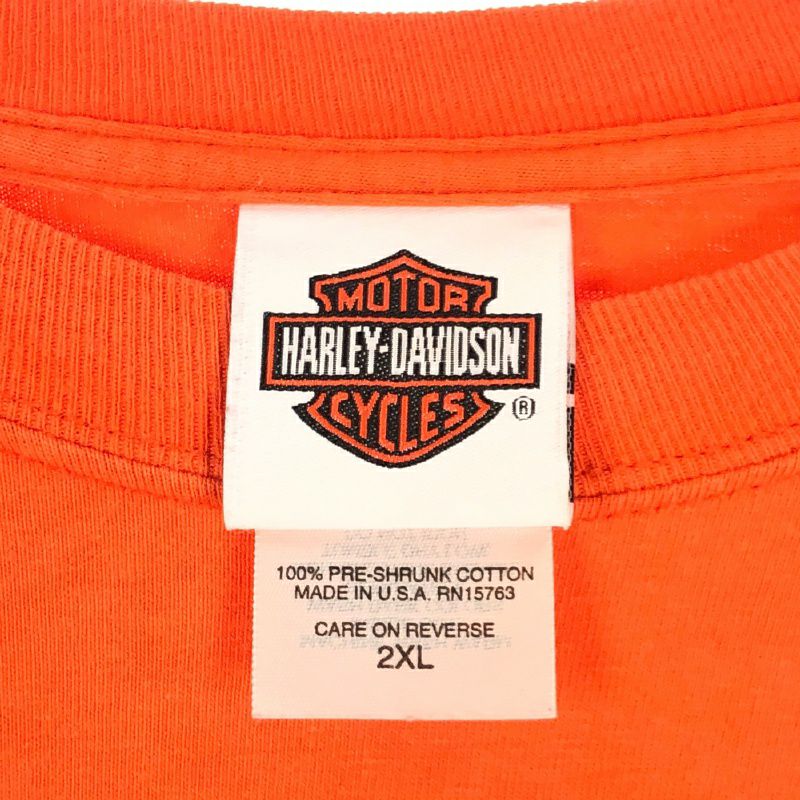 MOTOR
HARLEY-DAVIDSON
CYCLES
®
100% PRE-SHRUNK COTTON
MADE IN U.S.A. RN15763
CARE ON REVERSE
2XL